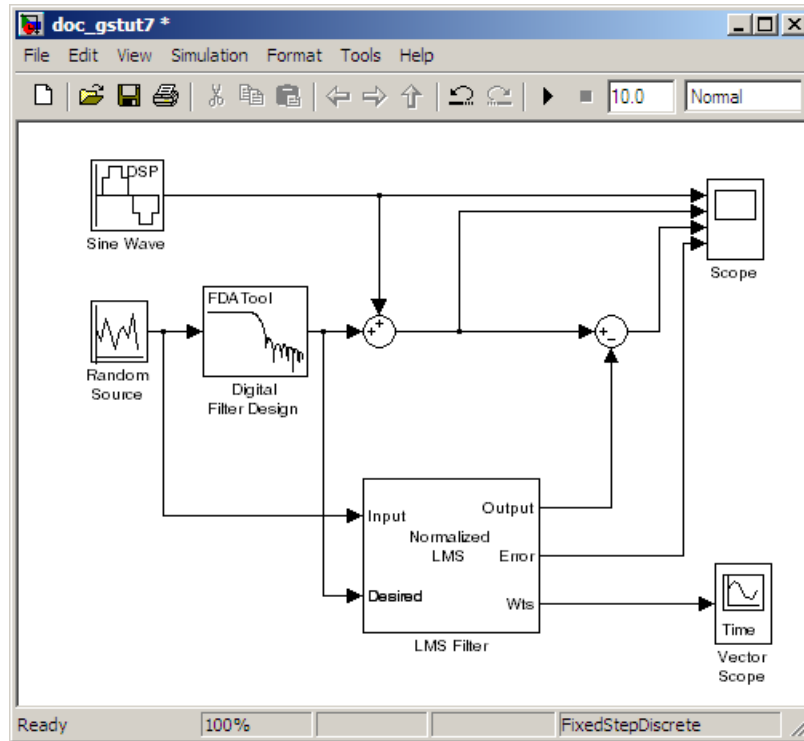 doc_gstut7 *
File Edit View Simulation Format Tools Help
10.0 Normal
DSP
Sine Wave
Scope
FDATool
Random
Source
Digital
Filter Design
+ +
+ −
Input
Output
Normalized
LMS
Error
Desired
Wts
LMS Filter
Time
Vector
Scope
Ready 100% FixedStepDiscrete